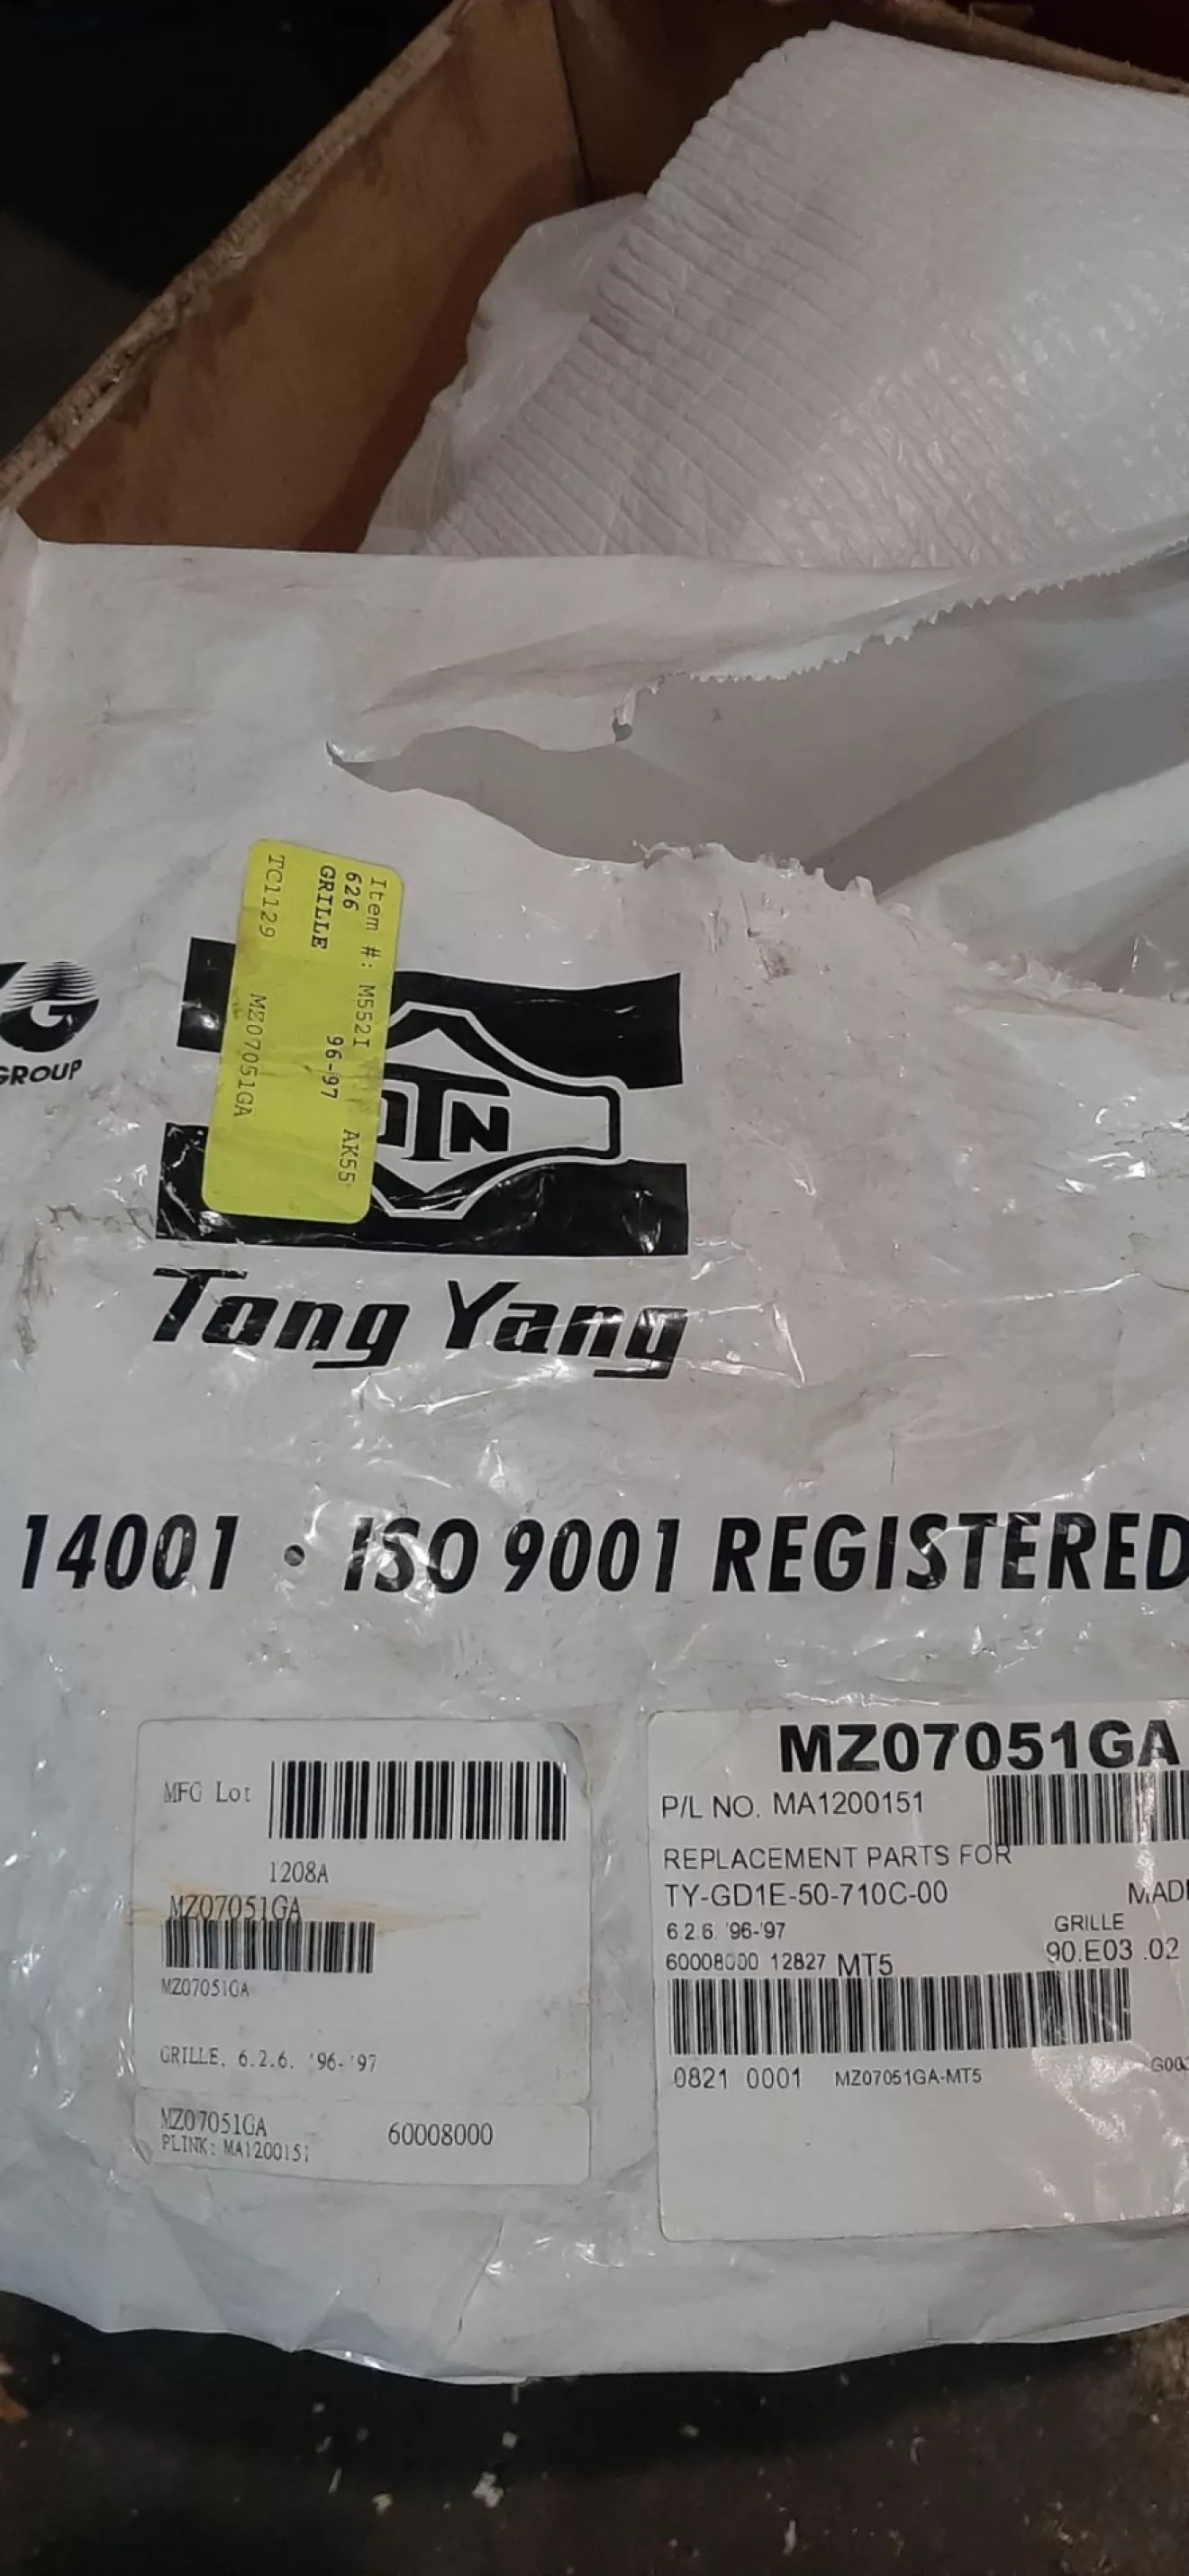 Item #: M552I AK55
626 96-97
GRILLE
TC1129 MZ07051GA
G
GROUP
TN
Tong Yang
14001 · ISO 9001 REGISTERED
MFG Lot
1208A
MZ07051GA
MZ07051GA
GRILLE, 6.2.6. '96-'97
MZ07051GA 60008000
PLINK: MA1200151
MZ07051GA
P/L NO. MA1200151
REPLACEMENT PARTS FOR
TY-GD1E-50-710C-00
6.2.6. '96-'97 GRILLE
60008000 12827 MT5 90.E03 .02
0821 0001 MZ07051GA-MT5